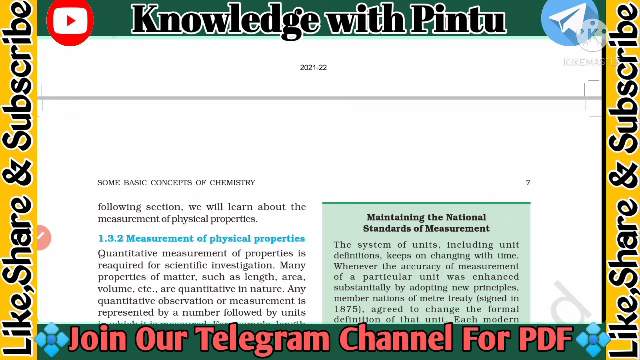 Knowledge with Pintu
KINEMASTER
2021-22
SOME BASIC CONCEPTS OF CHEMISTRY
7
following section, we will learn about the
measurement of physical properties.
1.3.2 Measurement of physical properties
Quantitative measurement of properties is
reaquired for scientific investigation. Many
properties of matter, such as length, area,
volume, etc., are quantitative in nature. Any
quantitative observation or measurement is
represented by a number followed by units
Maintaining the National
Standards of Measurement
The system of units, including unit
definitions, keeps on changing with time.
Whenever the accuracy of measurement
of a particular unit was enhanced
substantially by adopting new principles,
member nations of metre treaty (signed in
1875), agreed to change the formal
definition of that unit. Each modern
Like,Share & Subscribe
Like,Share & Subscribe
Join Our Telegram Channel For PDF